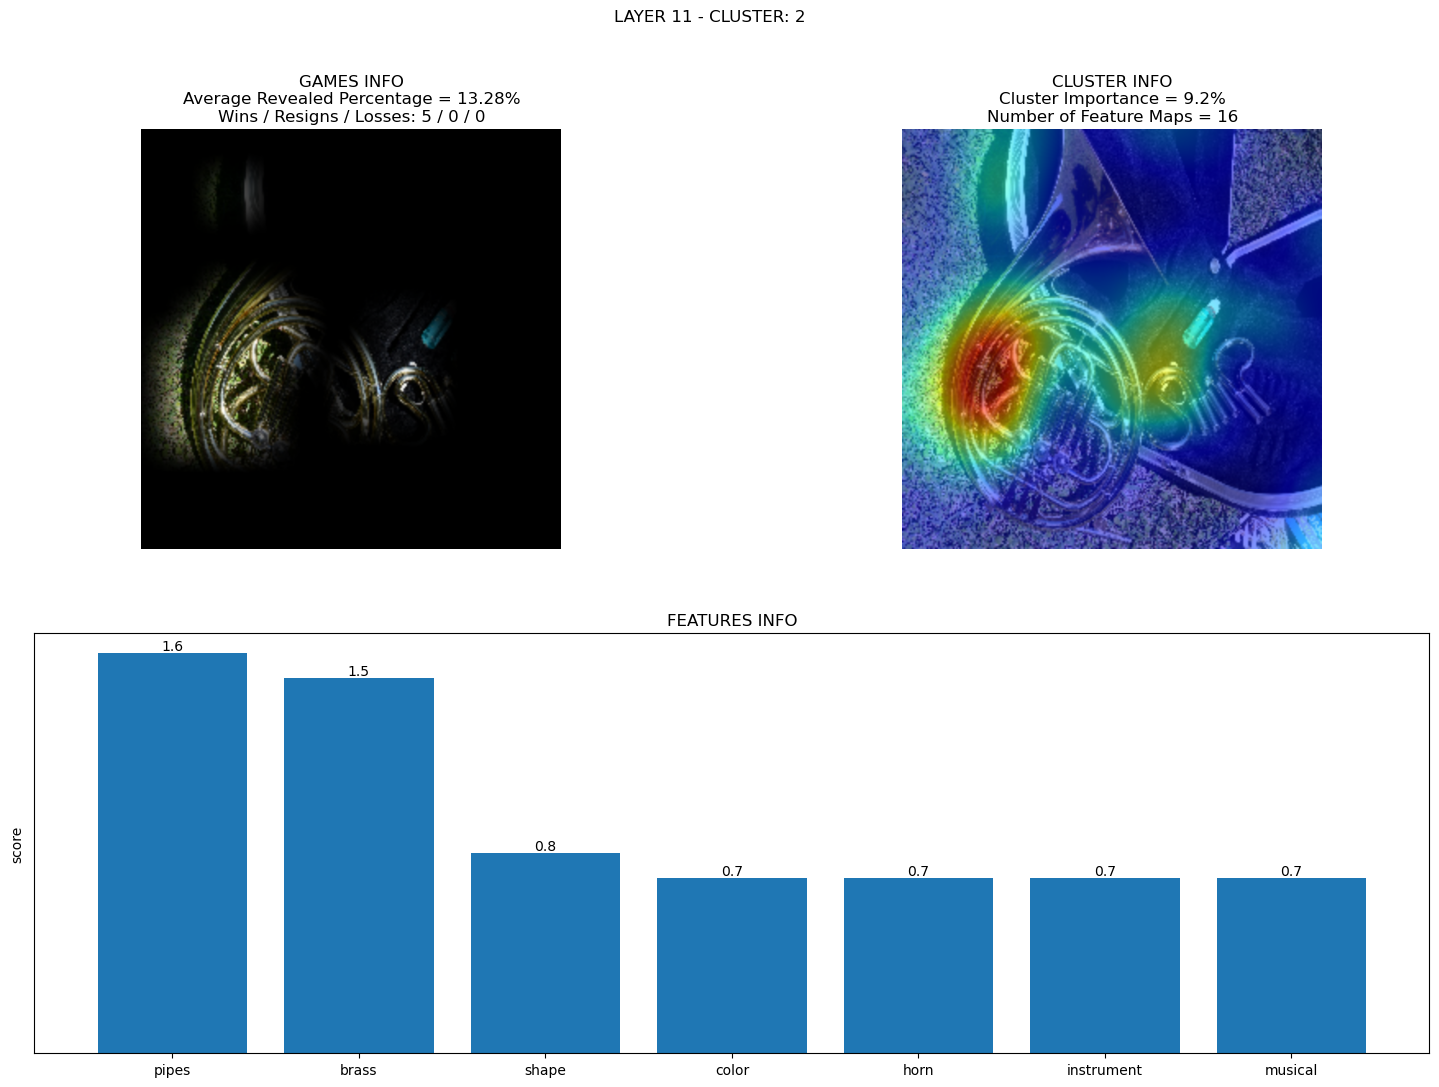 LAYER 11 - CLUSTER: 2
GAMES INFO
Average Revealed Percentage = 13.28%
Wins / Resigns / Losses: 5 / 0 / 0
CLUSTER INFO
Cluster Importance = 9.2%
Number of Feature Maps = 16
FEATURES INFO
score
1.6
1.5
0.8
0.7
0.7
0.7
0.7
pipes
brass
shape
color
horn
instrument
musical